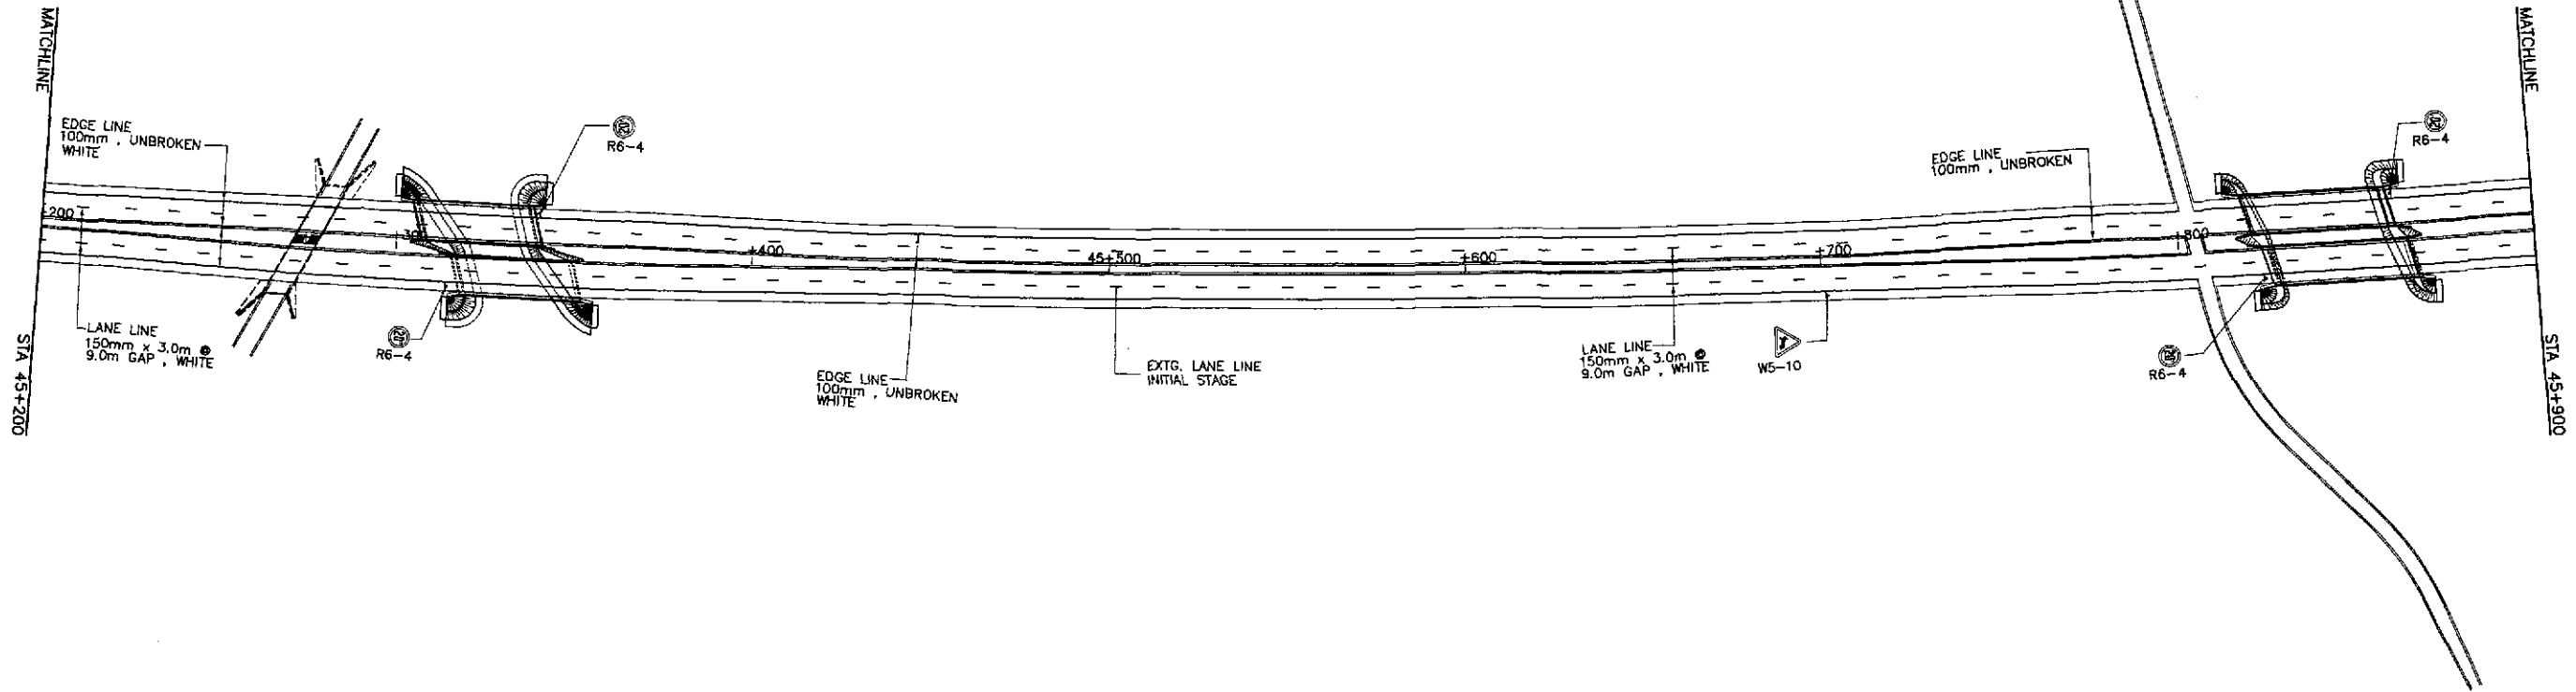 MATCHLINE
STA 45+200
EDGE LINE
100mm , UNBROKEN
WHITE
R6-4
+200
LANE LINE
150mm x 3.0m @
9.0m GAP , WHITE
R6-4
+400
45+500
+600
+700
EDGE LINE
100mm , UNBROKEN
WHITE
EXTG. LANE LINE
INITIAL STAGE
LANE LINE
150mm x 3.0m @
9.0m GAP , WHITE
W5-10
EDGE LINE
100mm , UNBROKEN
+800
R6-4
R6-4
MATCHLINE
STA 45+900